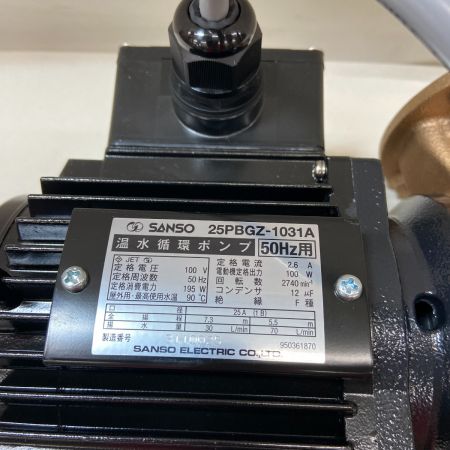 SANSO 25PBGZ-1031A
温水循環ポンプ 50Hz用
JET
定格電圧 100 V 定格電流 2.6 A
定格周波数 50 Hz 電動機定格出力 100 W
定格消費電力 195 W 回転数 2740 min⁻¹
屋外用・最高使用水温 90 ℃ コンデンサ 12 μF
絶縁 F種
口径 25A (1B)
全揚程 7.3 m 5.5 m
揚水量 30 L/min 70 L/min
製造番号
950361870
SANSO ELECTRIC CO.,LTD.